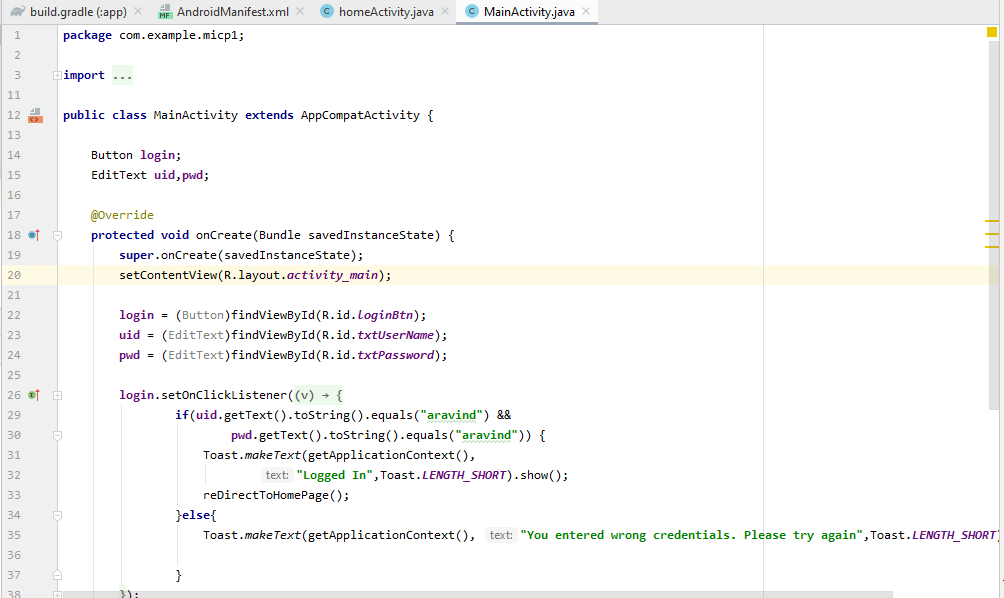 build.gradle (:app) × AndroidManifest.xml × homeActivity.java × MainActivity.java ×
1 package com.example.micp1;
2
3 import ...
11
12 public class MainActivity extends AppCompatActivity {
13
14 Button login;
15 EditText uid,pwd;
16
17 @Override
18 protected void onCreate(Bundle savedInstanceState) {
19 super.onCreate(savedInstanceState);
20 setContentView(R.layout.activity_main);
21
22 login = (Button)findViewById(R.id.loginBtn);
23 uid = (EditText)findViewById(R.id.txtUserName);
24 pwd = (EditText)findViewById(R.id.txtPassword);
25
26 login.setOnClickListener((v) → {
29 if(uid.getText().toString().equals("aravind") &&
30 pwd.getText().toString().equals("aravind")) {
31 Toast.makeText(getApplicationContext(),
32 text: "Logged In",Toast.LENGTH_SHORT).show();
33 reDirectToHomePage();
34 }else{
35 Toast.makeText(getApplicationContext(), text: "You entered wrong credentials. Please try again",Toast.LENGTH_SHORT)
36
37 }
38 });